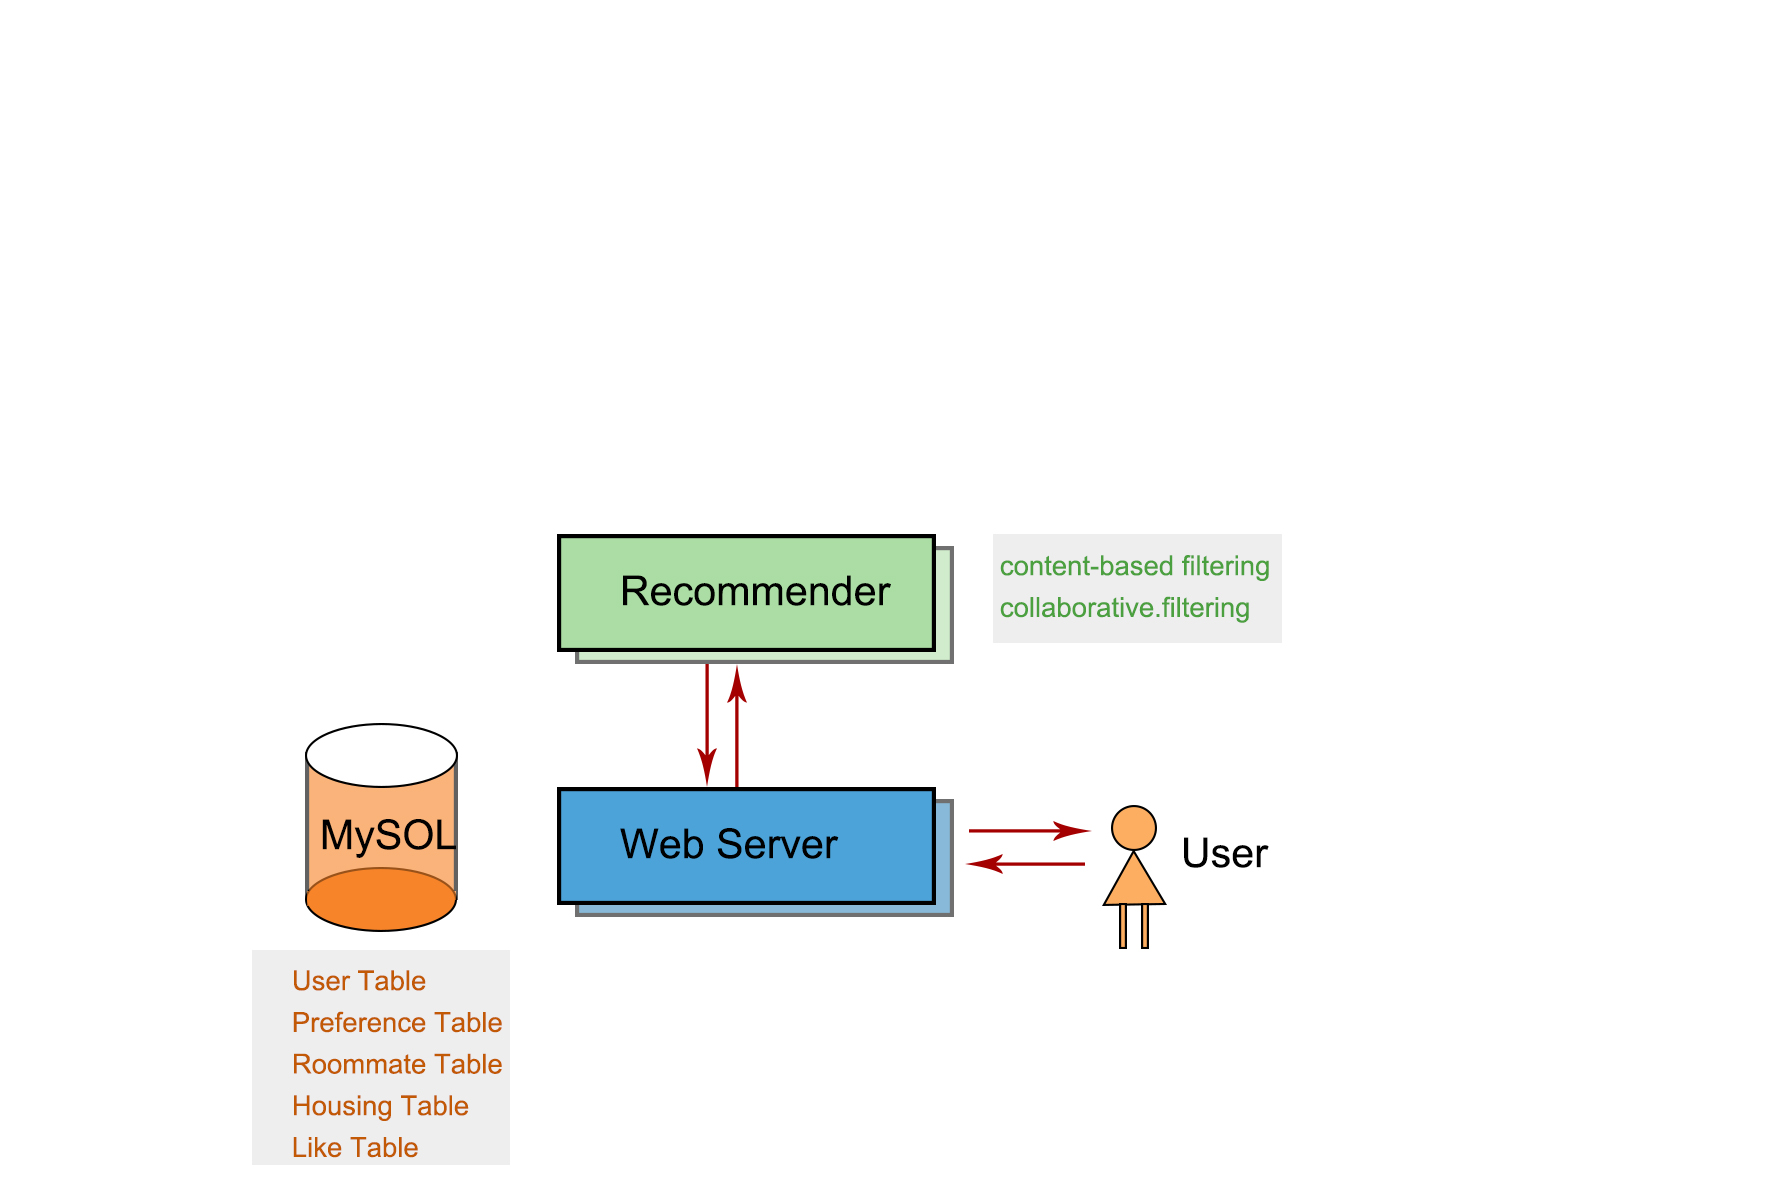 Recommender
content-based filtering
collaborative.filtering
MySOL
Web Server
User
User Table
Preference Table
Roommate Table
Housing Table
Like Table